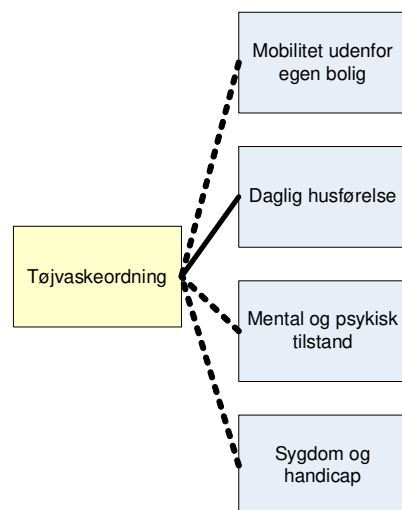 Mobilitet udenfor
egen bolig
Daglig husførelse
Tøjvaskeordning
Mental og psykisk
tilstand
Sygdom og
handicap